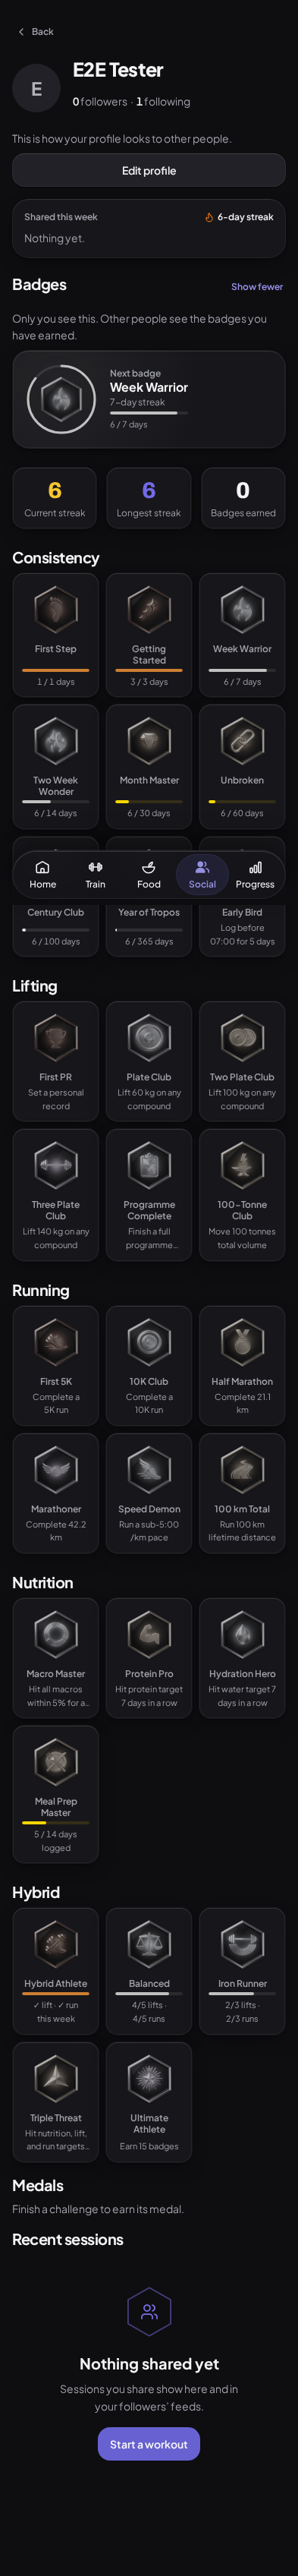 Back
E
E2E Tester
0 followers · 1 following
This is how your profile looks to other people.
Edit profile
Shared this week
6-day streak
Nothing yet.
Badges
Show fewer
Only you see this. Other people see the badges you
have earned.
Next badge
Week Warrior
7-day streak
6 / 7 days
6
Current streak
6
Longest streak
0
Badges earned
Consistency
First Step
1 / 1 days
Getting
Started
3 / 3 days
Week Warrior
6 / 7 days
Two Week
Wonder
6 / 14 days
Month Master
6 / 30 days
Unbroken
6 / 60 days
Home
Train
Food
Social
Progress
Century Club
6 / 100 days
Year of Tropos
6 / 365 days
Early Bird
Log before
07:00 for 5 days
Lifting
First PR
Set a personal
record
Plate Club
Lift 60 kg on any
compound
Two Plate Club
Lift 100 kg on any
compound
Three Plate
Club
Lift 140 kg on any
compound
Programme
Complete
Finish a full
programme...
100-Tonne
Club
Move 100 tonnes
total volume
Running
First 5K
Complete a
5K run
10K Club
Complete a
10K run
Half Marathon
Complete 21.1
km
Marathoner
Complete 42.2
km
Speed Demon
Run a sub-5:00
/km pace
100 km Total
Run 100 km
lifetime distance
Nutrition
Macro Master
Hit all macros
within 5% for a...
Protein Pro
Hit protein target
7 days in a row
Hydration Hero
Hit water target 7
days in a row
Meal Prep
Master
5 / 14 days
logged
Hybrid
Hybrid Athlete
✓ lift · ✓ run
this week
Balanced
4/5 lifts ·
4/5 runs
Iron Runner
2/3 lifts ·
2/3 runs
Triple Threat
Hit nutrition, lift,
and run targets...
Ultimate
Athlete
Earn 15 badges
Medals
Finish a challenge to earn its medal.
Recent sessions
Nothing shared yet
Sessions you share show here and in
your followers' feeds.
Start a workout